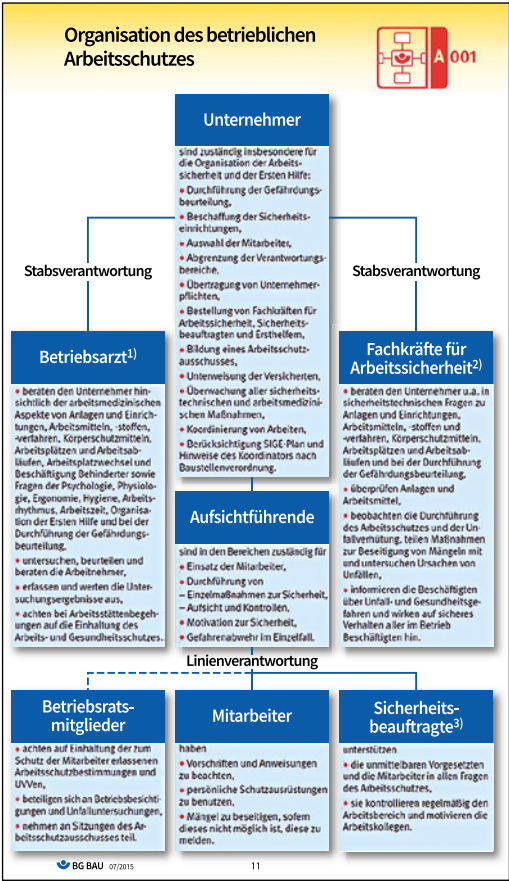 Organisation des betrieblichen
Arbeitsschutzes
A 001
Unternehmer
sind zuständig insbesondere für
die Organisation der Arbeits-
sicherheit und der Ersten Hilfe:
• Durchführung der Gefährdungs-
beurteilung,
• Beschaffung der Sicherheits-
einrichtungen,
• Auswahl der Mitarbeiter,
• Abgrenzung der Verantwortungs-
bereiche,
• Übertragung von Unternehmer-
pflichten,
• Bestellung von Fachkräften für
Arbeitssicherheit, Sicherheits-
beauftragten und Ersthelfern,
• Bildung eines Arbeitsschutz-
ausschusses,
• Unterweisung der Versicherten,
• Überwachung aller sicherheits-
technischen und arbeitsmedizini-
schen Maßnahmen,
• Koordinierung von Arbeiten,
• Berücksichtigung SIGE-Plan und
Hinweise des Koordinators nach
Baustellenverordnung.
Stabsverantwortung
Betriebsarzt1)
• beraten den Unternehmer hin-
sichtlich der arbeitsmedizinischen
Aspekte von Anlagen und Einrich-
tungen, Arbeitsmitteln, -stoffen,
-verfahren, Körperschutzmitteln,
Arbeitsplätzen und Arbeitsab-
läufen, Arbeitsplatzwechsel und
Beschäftigung Behinderter sowie
Fragen der Psychologie, Physiolo-
gie, Ergonomie, Hygiene, Arbeits-
rhythmus, Arbeitszeit, Organisa-
tion der Ersten Hilfe und bei der
Durchführung der Gefährdungs-
beurteilung,
• untersuchen, beurteilen und
beraten die Arbeitnehmer,
• erfassen und werten die Unter-
suchungsergebnisse aus,
• achten bei Arbeitsstättenbegeh-
ungen auf die Einhaltung des
Arbeits- und Gesundheitsschutzes.
Stabsverantwortung
Fachkräfte für
Arbeitssicherheit2)
• beraten den Unternehmer u.a. in
sicherheitstechnischen Fragen zu
Anlagen und Einrichtungen,
Arbeitsmitteln, -stoffen und
-verfahren, Körperschutzmitteln,
Arbeitsplätzen und Arbeitsab-
läufen und bei der Durchführung
der Gefährdungsbeurteilung,
• überprüfen Anlagen und
Arbeitsmittel,
• beobachten die Durchführung
des Arbeitsschutzes und der Un-
fallverhütung, teilen Maßnahmen
zur Beseitigung von Mängeln mit
und untersuchen Ursachen von
Unfällen,
• informieren die Beschäftigten
über Unfall- und Gesundheitsge-
fahren und wirken auf sicheres
Verhalten aller im Betrieb
Beschäftigten hin.
Aufsichtführende
sind in den Bereichen zuständig für
• Einsatz der Mitarbeiter,
• Durchführung von
– Einzelmaßnahmen zur Sicherheit,
– Aufsicht und Kontrollen,
• Motivation zur Sicherheit,
• Gefahrenabwehr im Einzelfall.
Linienverantwortung
Betriebsrats-
mitglieder
• achten auf Einhaltung der zum
Schutz der Mitarbeiter erlassenen
Arbeitsschutzbestimmungen und
UVVen,
• beteiligen sich an Betriebsbesichti-
gungen und Unfalluntersuchungen,
• nehmen an Sitzungen des Ar-
beitsschutzausschusses teil.
Mitarbeiter
haben
• Vorschriften und Anweisungen
zu beachten,
• persönliche Schutzausrüstungen
zu benutzen,
• Mängel zu beseitigen, sofern
dieses nicht möglich ist, diese zu
melden.
Sicherheits-
beauftragte3)
unterstützen
• die unmittelbaren Vorgesetzten
und die Mitarbeiter in allen Fragen
des Arbeitsschutzes,
• sie kontrollieren regelmäßig den
Arbeitsbereich und motivieren die
Arbeitskollegen.
BG BAU 07/2015
11